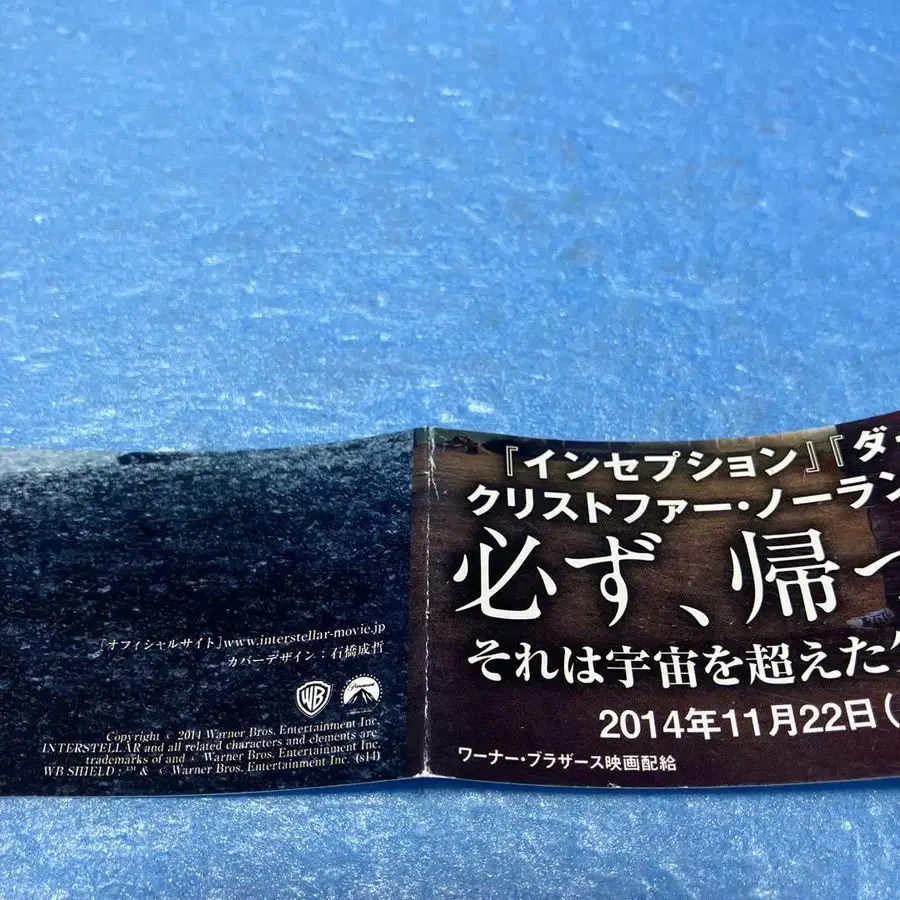 [オフィシャルサイト]www.interstellar-movie.jp
カバーデザイン：石橋成哲
WB
Paramount
Copyright © 2014 Warner Bros. Entertainment Inc.
INTERSTELLAR and all related characters and elements are
trademarks of and © Warner Bros. Entertainment Inc.
WB SHIELD : ™ & © Warner Bros. Entertainment Inc. (s14)
『インセプション』『ダー
クリストファー・ノーラン
必ず、帰っ
それは宇宙を超えた
2014年11月22日(
ワーナー・ブラザース映画配給